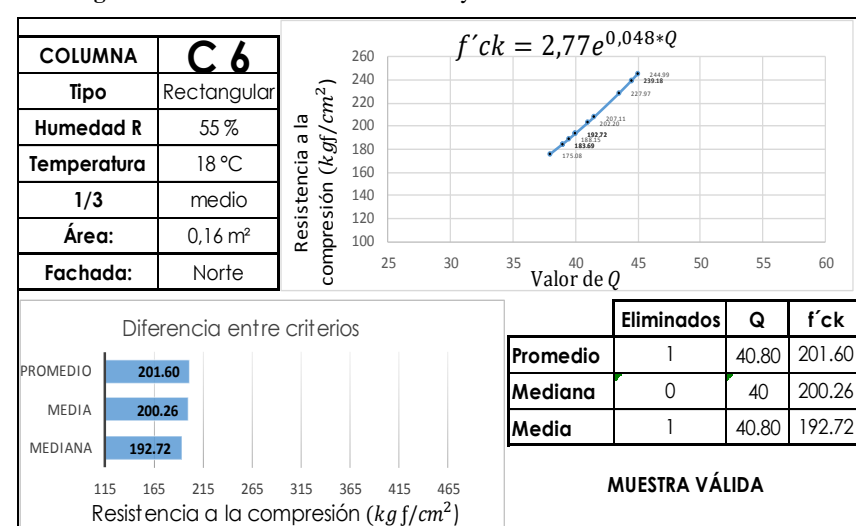 COLUMNA C 6
Tipo Rectangular
Humedad R 55 %
Temperatura 18 °C
1/3 medio
Área: 0,16 m²
Fachada: Norte
f´ck = 2,77e^0,048*Q
Resistencia a la
compresión (kgf/cm²)
260
240
220
200
180
160
140
120
100
244.99
239.18
227.97
207.11
202.20
192.72
188.15
183.69
175.08
25 30 35 40 45 50 55 60
Valor de Q
Diferencia entre criterios
PROMEDIO 201.60
MEDIA 200.26
MEDIANA 192.72
115 165 215 265 315 365 415 465
Resistencia a la compresión (kg f/cm²)
Eliminados Q f´ck
Promedio 1 40.80 201.60
Mediana 0 40 200.26
Media 1 40.80 192.72
MUESTRA VÁLIDA